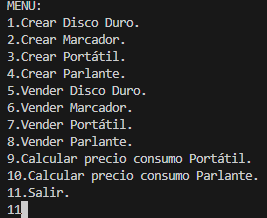 MENU:
1.Crear Disco Duro.
2.Crear Marcador.
3.Crear Portátil.
4.Crear Parlante.
5.Vender Disco Duro.
6.Vender Marcador.
7.Vender Portátil.
8.Vender Parlante.
9.Calcular precio consumo Portátil.
10.Calcular precio consumo Parlante.
11.Salir.
11